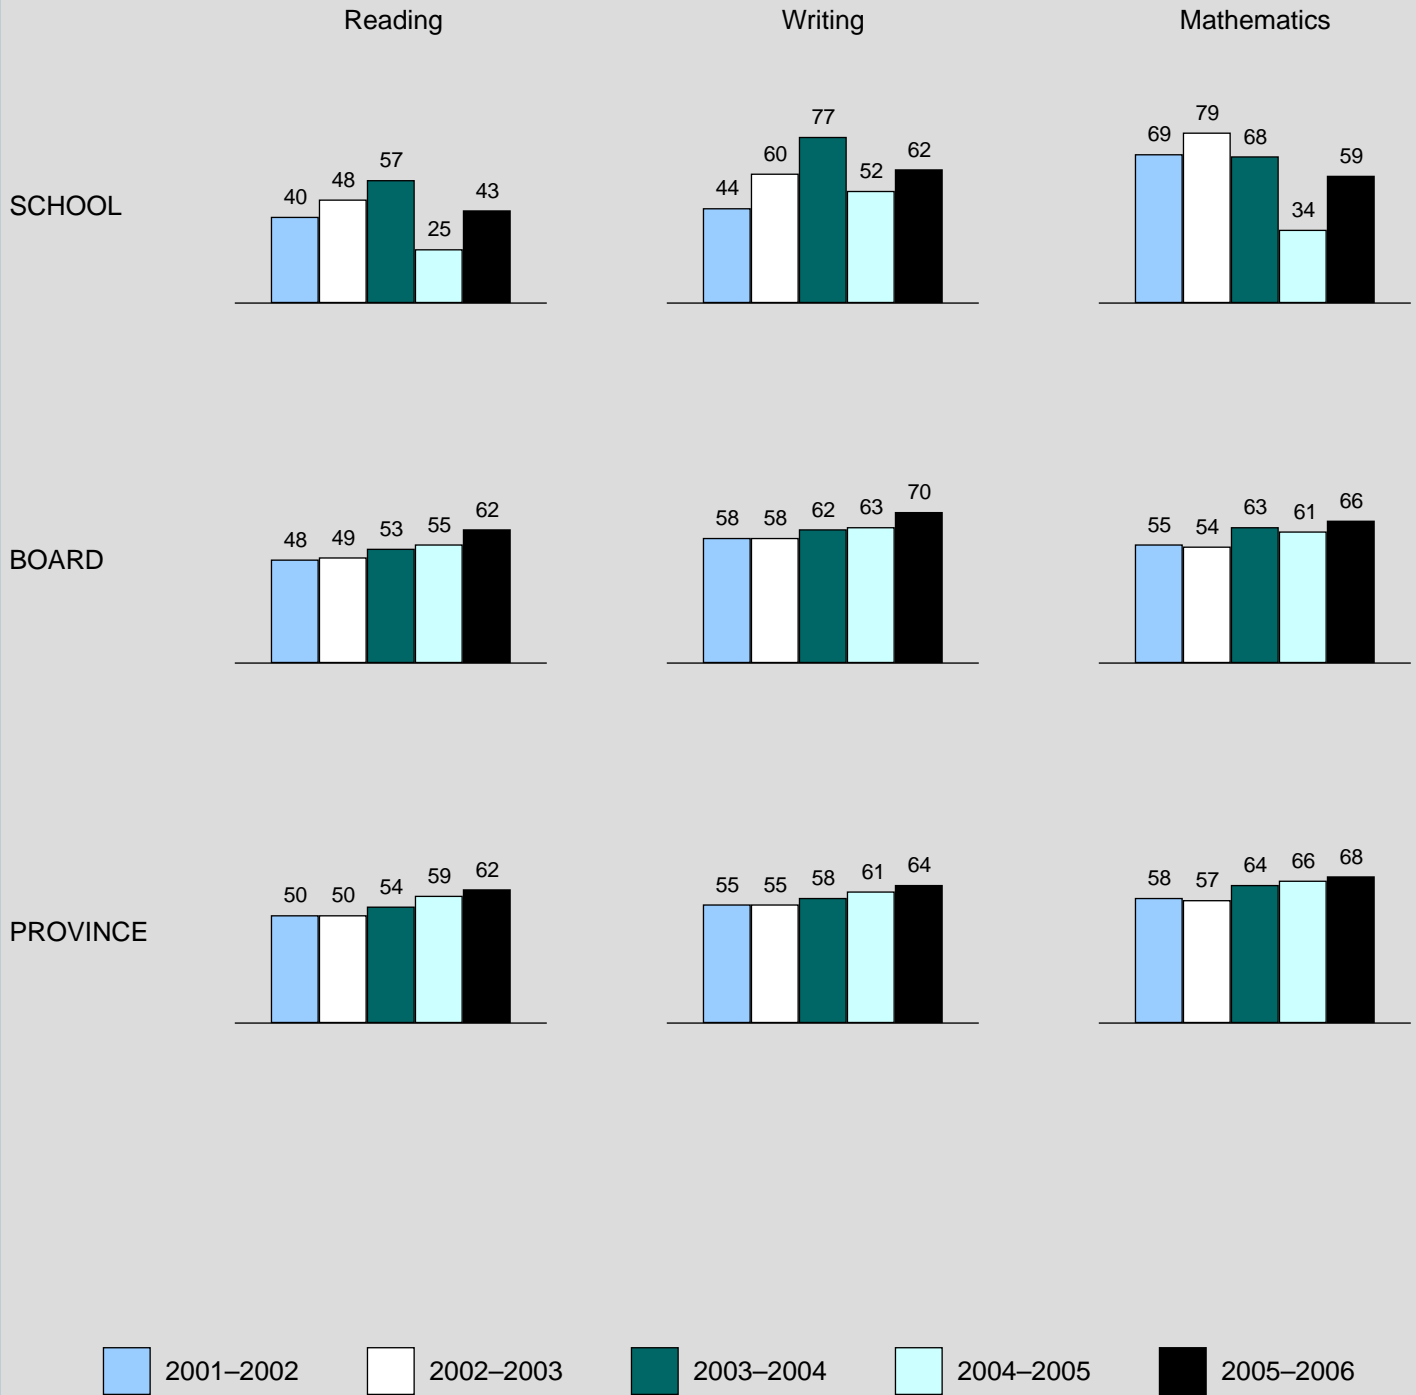 Reading Writing Mathematics
SCHOOL
40 48 57 25 43
44 60 77 52 62
69 79 68 34 59
BOARD
48 49 53 55 62
58 58 62 63 70
55 54 63 61 66
PROVINCE
50 50 54 59 62
55 55 58 61 64
58 57 64 66 68
2001–2002 2002–2003 2003–2004 2004–2005 2005–2006